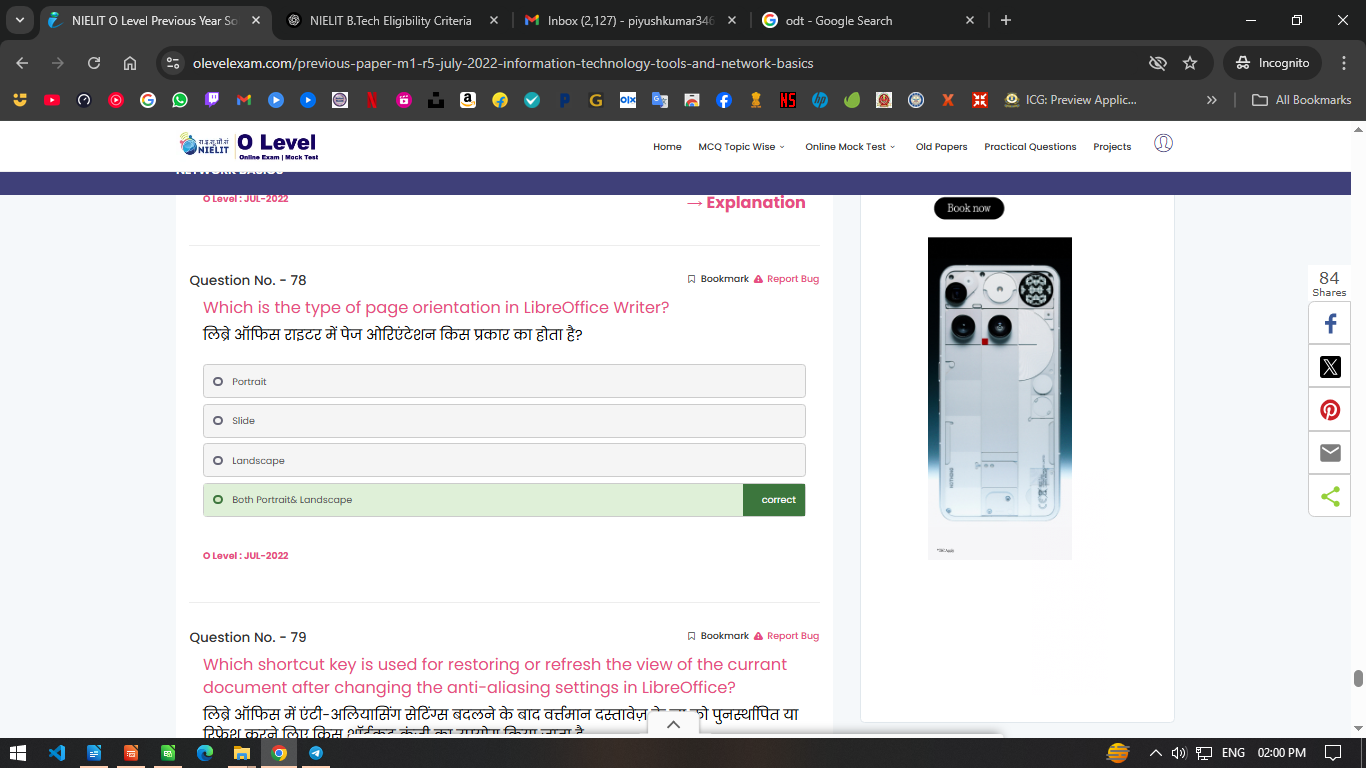 NIELIT O Level Previous Year So
NIELIT B.Tech Eligibility Criteria
Inbox (2,127) - piyushkumar346
odt - Google Search
olevelexam.com/previous-paper-m1-r5-july-2022-information-technology-tools-and-network-basics
Incognito
ICG: Preview Applic...
All Bookmarks
रा.इ.सू.प्रौ.सं
NIELIT
O Level
Online Exam | Mock Test
Home
MCQ Topic Wise
Online Mock Test
Old Papers
Practical Questions
Projects
NETWORK BASICS
O Level : JUL-2022
→ Explanation
Book now
Question No. - 78
Bookmark
Report Bug
Which is the type of page orientation in LibreOffice Writer?
लिब्रे ऑफिस राइटर में पेज ओरिएंटेशन किस प्रकार का होता है?
Portrait
Slide
Landscape
Both Portrait& Landscape
correct
O Level : JUL-2022
84
Shares
Question No. - 79
Bookmark
Report Bug
Which shortcut key is used for restoring or refresh the view of the currant
document after changing the anti-aliasing settings in LibreOffice?
लिब्रे ऑफिस में एंटी-अलियासिंग सेटिंग्स बदलने के बाद वर्त्तमान दस्तावेज़ को पुनर्स्थापित या
रिफ्रेश करने लिए किस शॉर्टकट कुंजी का उपयोग किया जाता है
ENG
02:00 PM